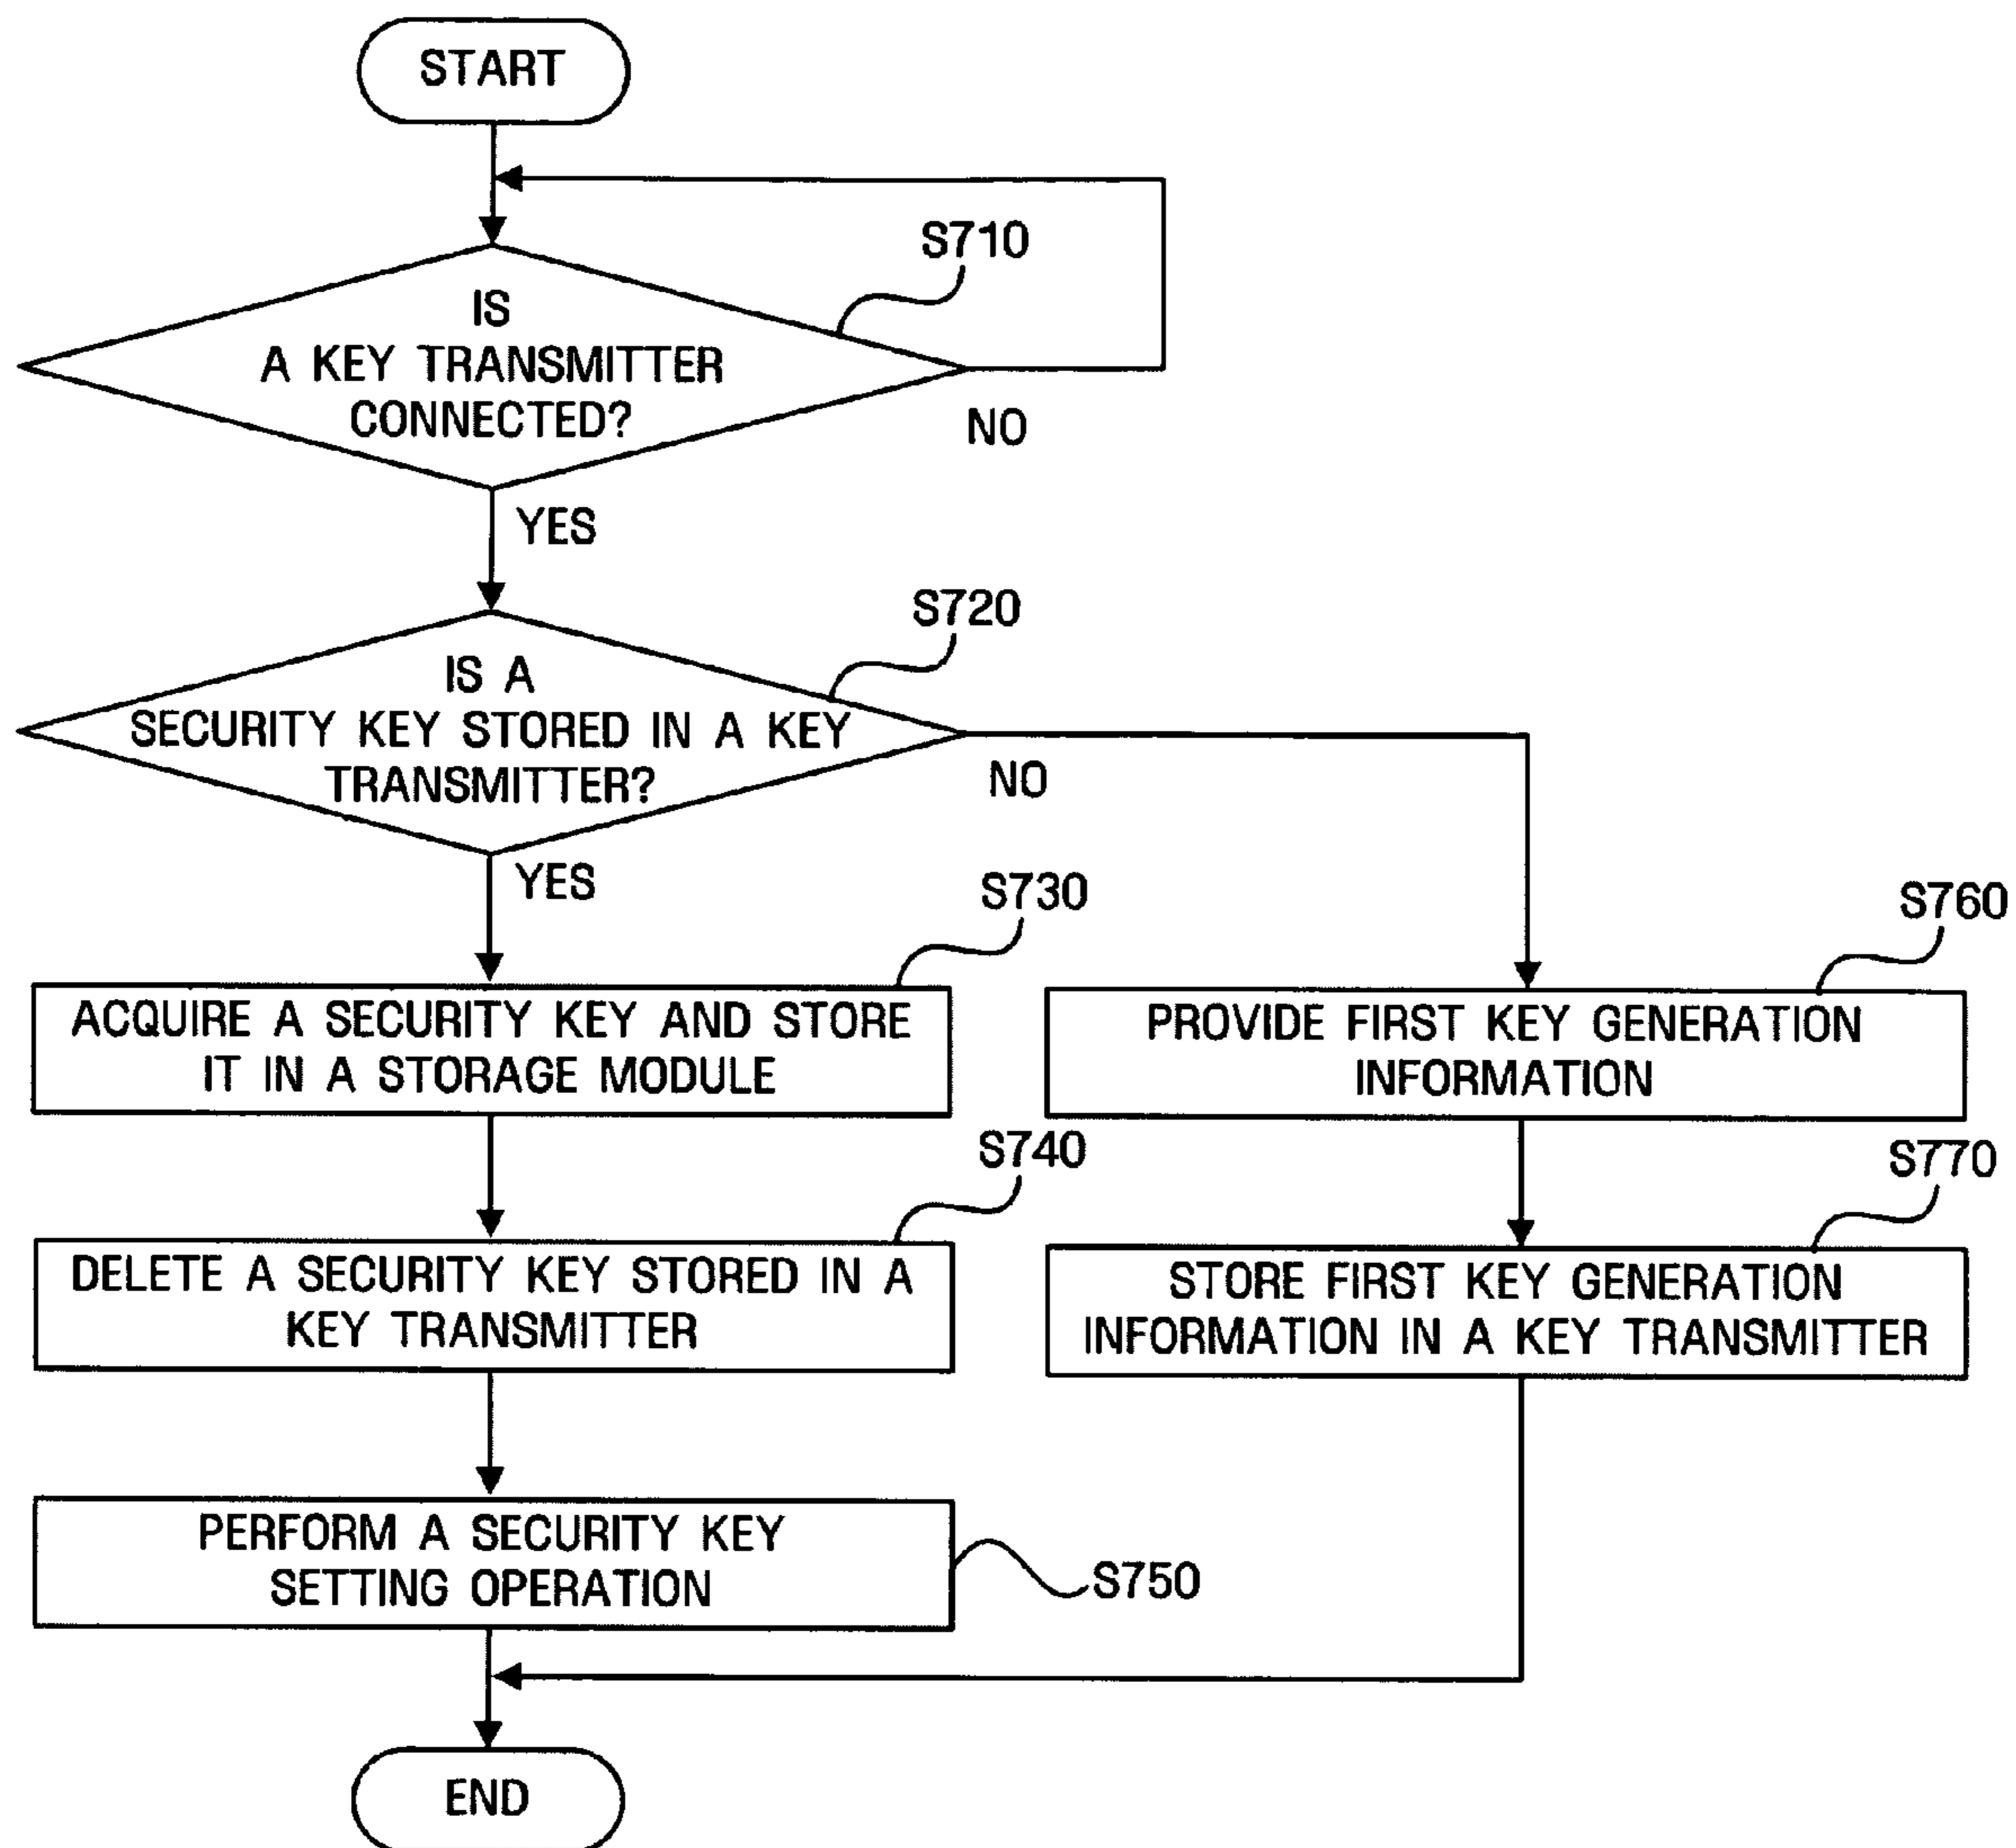 START
S710
IS
A KEY TRANSMITTER
CONNECTED?
NO
YES
S720
IS A
SECURITY KEY STORED IN A KEY
TRANSMITTER?
NO
YES
S730
ACQUIRE A SECURITY KEY AND STORE
IT IN A STORAGE MODULE
S760
PROVIDE FIRST KEY GENERATION
INFORMATION
S740
DELETE A SECURITY KEY STORED IN A
KEY TRANSMITTER
S770
STORE FIRST KEY GENERATION
INFORMATION IN A KEY TRANSMITTER
PERFORM A SECURITY KEY
SETTING OPERATION
S750
END